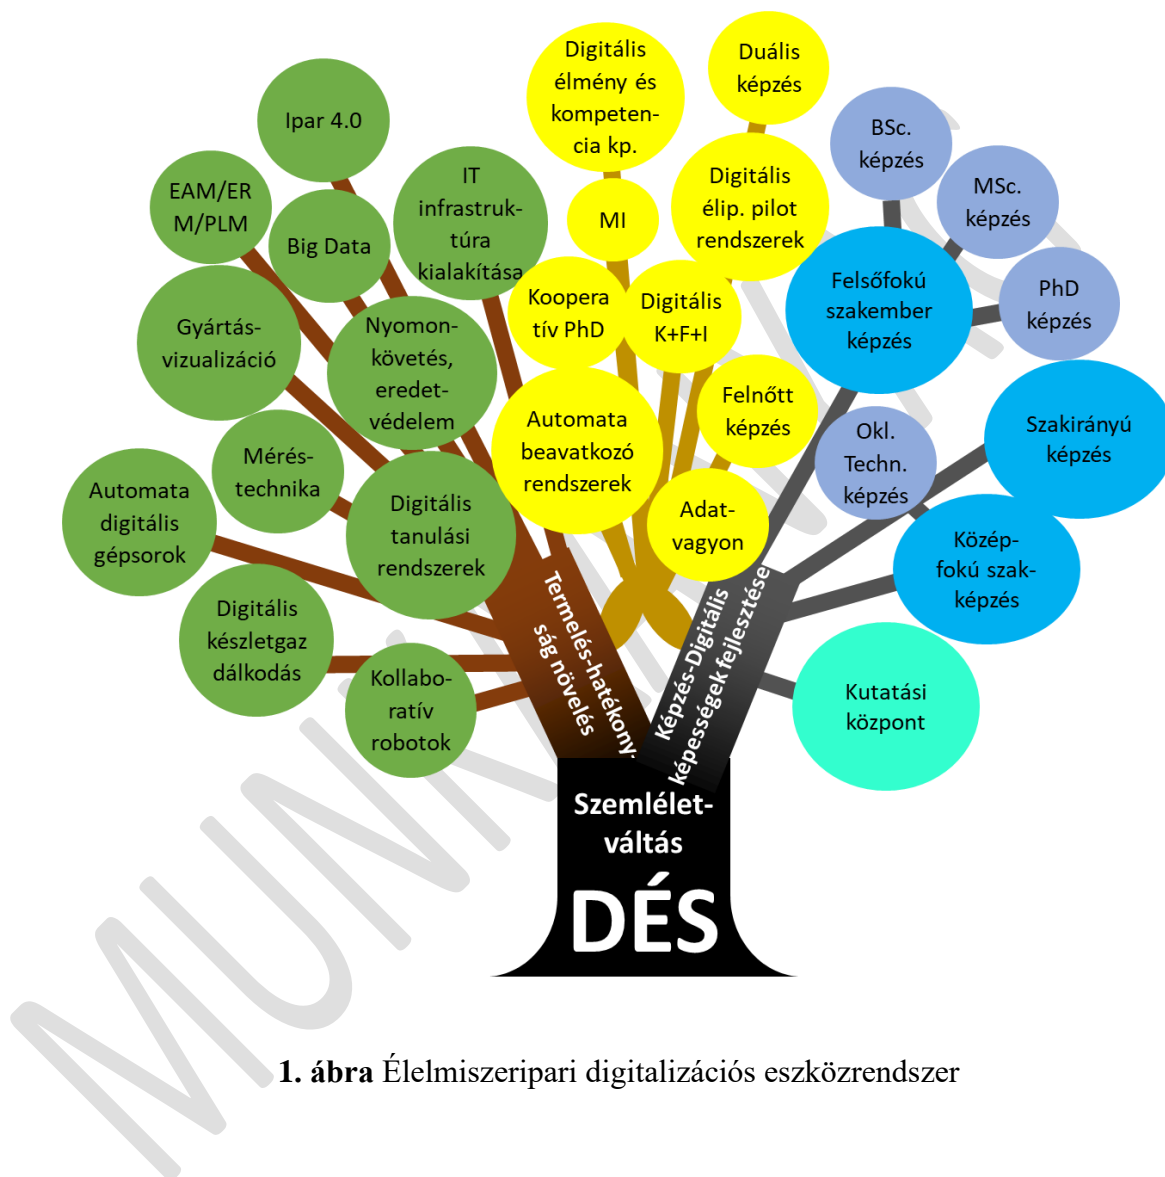 Digitális
élmény és
kompeten-
cia kp.
Duális
képzés
Ipar 4.0
BSc.
képzés
EAM/ER
M/PLM
Big Data
IT
infrastruk-
túra
kialakítása
MI
Digitális
élip. pilot
rendszerek
MSc.
képzés
Gyártás-
vizualizáció
Nyomon-
követés,
eredet-
védelem
Koopera
tív PhD
Digitális
K+F+I
Felsőfokú
szakember
képzés
PhD
képzés
Mérés-
technika
Automata
beavatkozó
rendszerek
Felnőtt
képzés
Okl.
Techn.
képzés
Szakirányú
képzés
Automata
digitális
gépsorok
Digitális
tanulási
rendszerek
Adat-
vagyon
Közép-
fokú szak-
képzés
Digitális
készletgaz
dálkodás
Kollabo-
ratív
robotok
Termelés-hatékony-
ság növelés
Képzés-Digitális
képességek fejlesztése
Kutatási
központ
Szemlélet-
váltás
DÉS
1. ábra Élelmiszeripari digitalizációs eszközrendszer